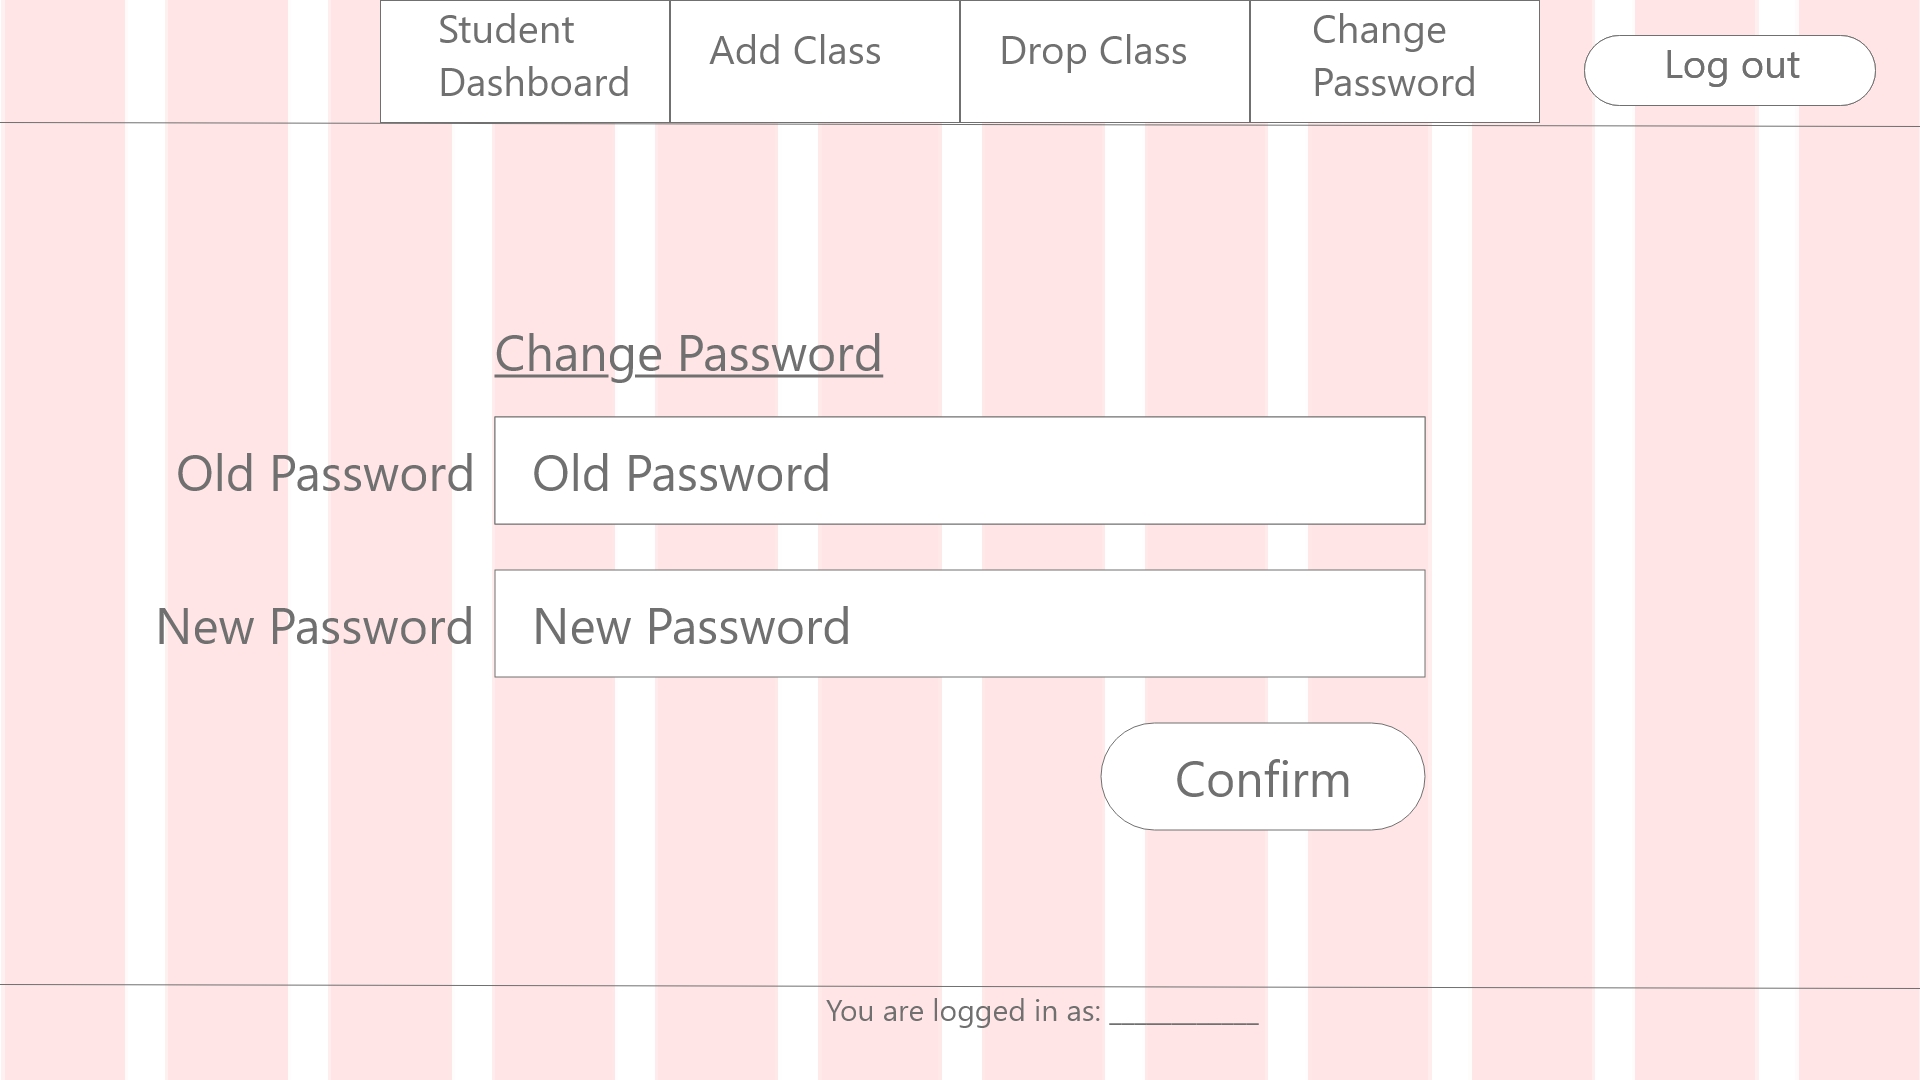 Student
Dashboard
Add Class
Drop Class
Change
Password
Log out
Change Password
Old Password
Old Password
New Password
New Password
Confirm
You are logged in as: __________